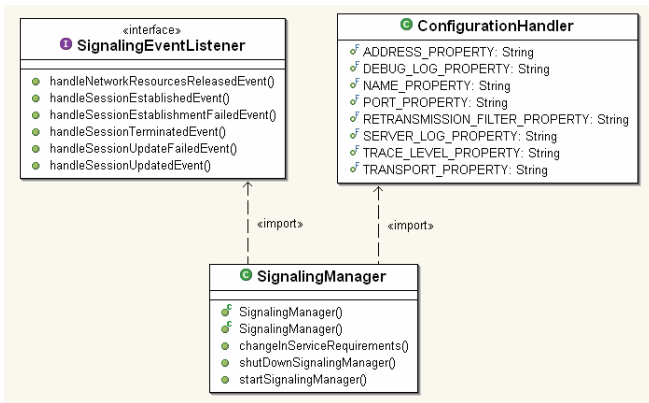 «interface»
I SignalingEventListener
handleNetworkResourcesReleasedEvent()
handleSessionEstablishedEvent()
handleSessionEstablishmentFailedEvent()
handleSessionTerminatedEvent()
handleSessionUpdateFailedEvent()
handleSessionUpdatedEvent()
C ConfigurationHandler
F ADDRESS_PROPERTY: String
F DEBUG_LOG_PROPERTY: String
F NAME_PROPERTY: String
F PORT_PROPERTY: String
F RETRANSMISSION_FILTER_PROPERTY: String
F SERVER_LOG_PROPERTY: String
F TRACE_LEVEL_PROPERTY: String
F TRANSPORT_PROPERTY: String
«import»
«import»
C SignalingManager
C SignalingManager()
C SignalingManager()
changeInServiceRequirements()
shutDownSignalingManager()
startSignalingManager()